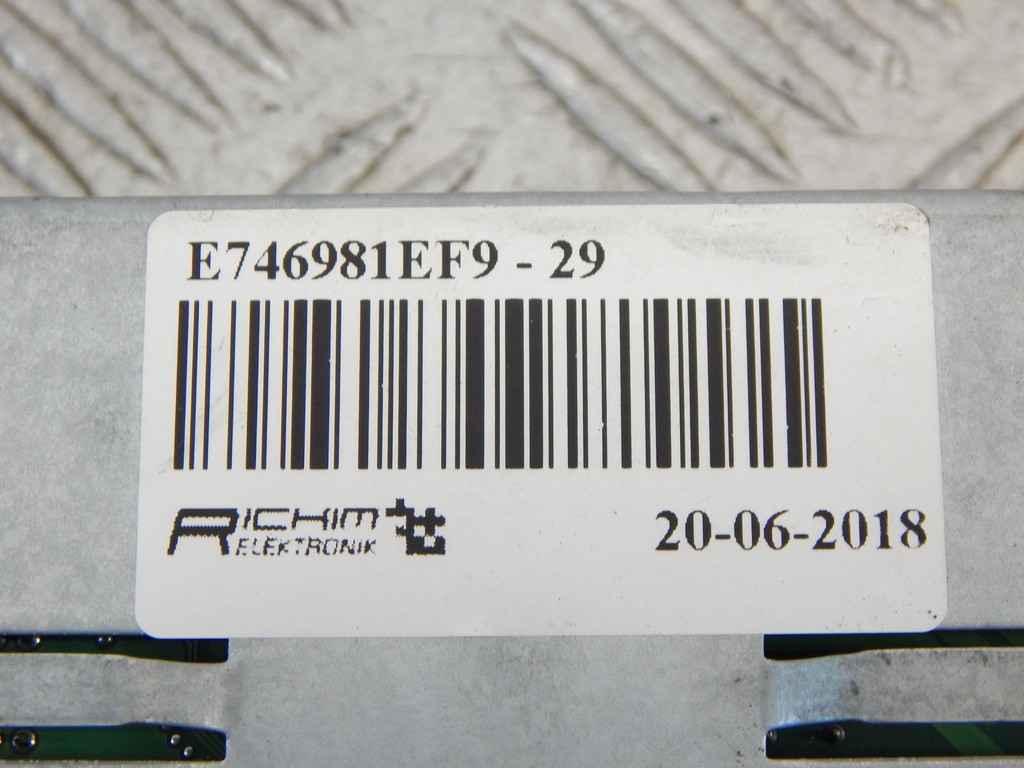 E746981EF9 - 29
RICHIM
ELEKTRONIK
20-06-2018